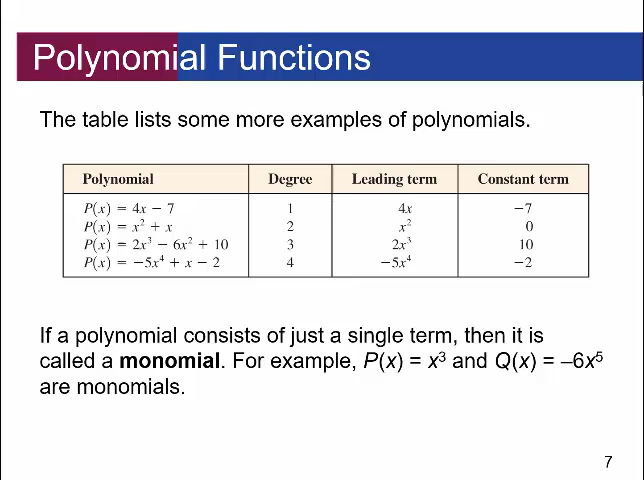 Polynomial Functions
The table lists some more examples of polynomials.
Polynomial Degree Leading term Constant term
P(x) = 4x − 7 1 4x −7
P(x) = x² + x 2 x² 0
P(x) = 2x³ − 6x² + 10 3 2x³ 10
P(x) = −5x⁴ + x − 2 4 −5x⁴ −2
If a polynomial consists of just a single term, then it is
called a monomial. For example, P(x) = x³ and Q(x) = –6x⁵
are monomials.
7